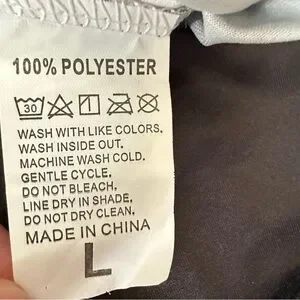 100% POLYESTER
30
WASH WITH LIKE COLORS.
WASH INSIDE OUT.
MACHINE WASH COLD.
GENTLE CYCLE.
DO NOT BLEACH.
LINE DRY IN SHADE.
DO NOT DRY CLEAN.
MADE IN CHINA
L